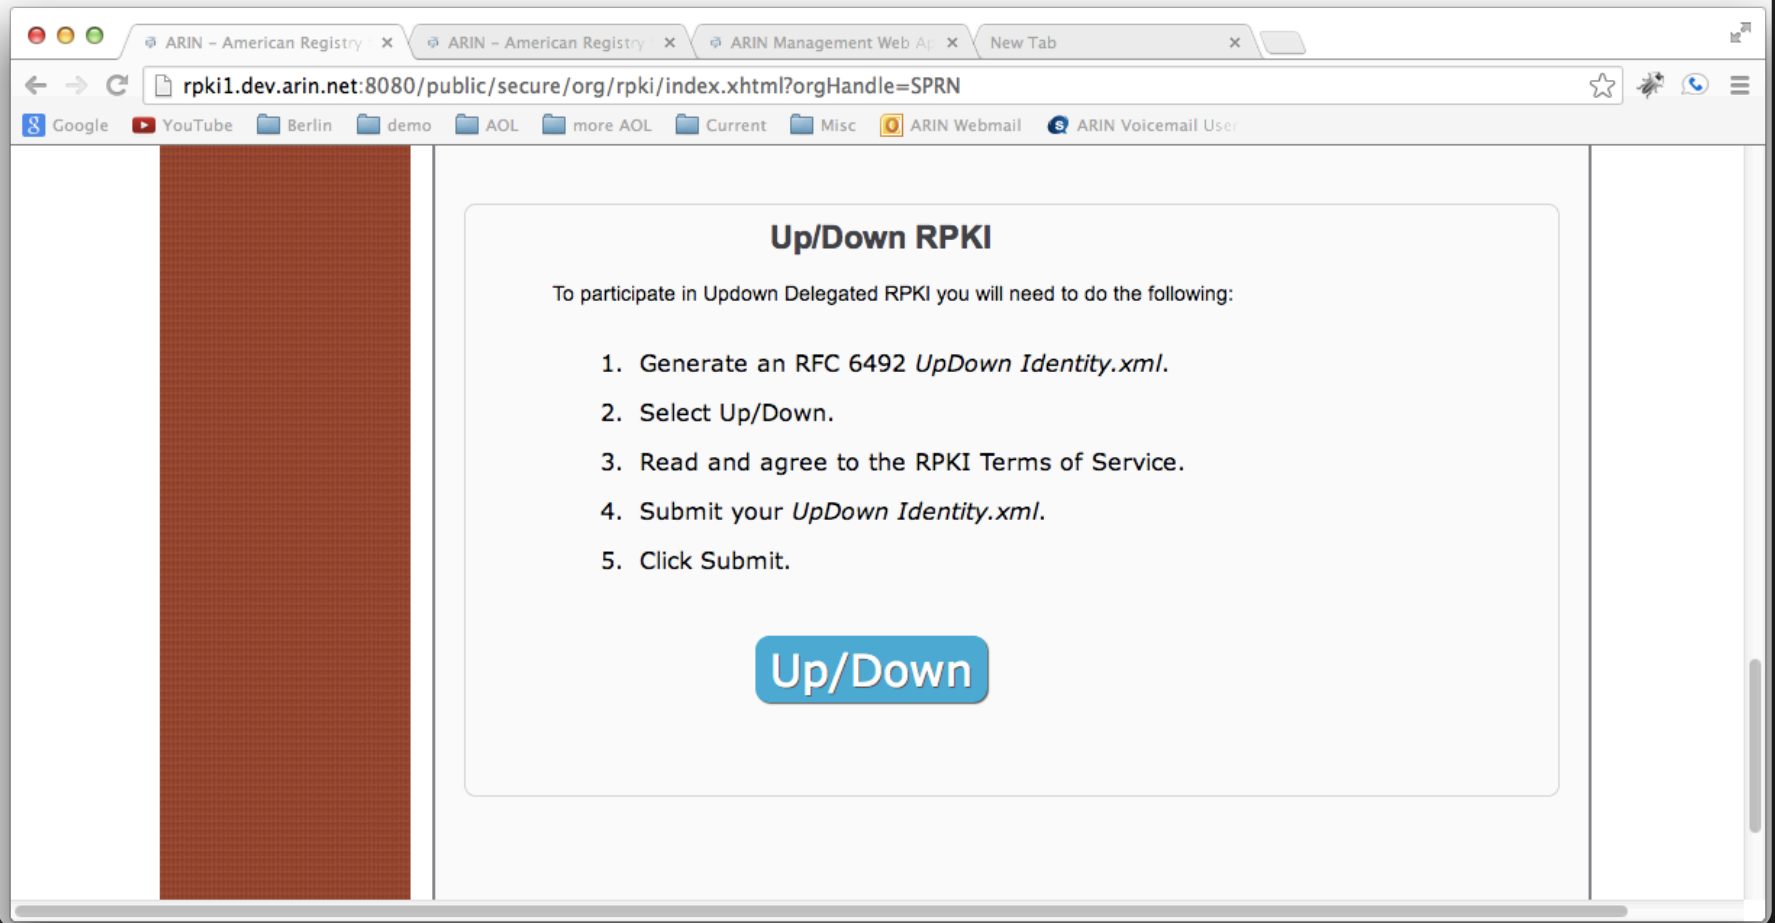 ARIN – American Registry
ARIN – American Registry
ARIN Management Web Ap
New Tab
rpki1.dev.arin.net:8080/public/secure/org/rpki/index.xhtml?orgHandle=SPRN
Google
YouTube
Berlin
demo
AOL
more AOL
Current
Misc
ARIN Webmail
ARIN Voicemail User
Up/Down RPKI
To participate in Updown Delegated RPKI you will need to do the following:
1. Generate an RFC 6492 UpDown Identity.xml.
2. Select Up/Down.
3. Read and agree to the RPKI Terms of Service.
4. Submit your UpDown Identity.xml.
5. Click Submit.
Up/Down